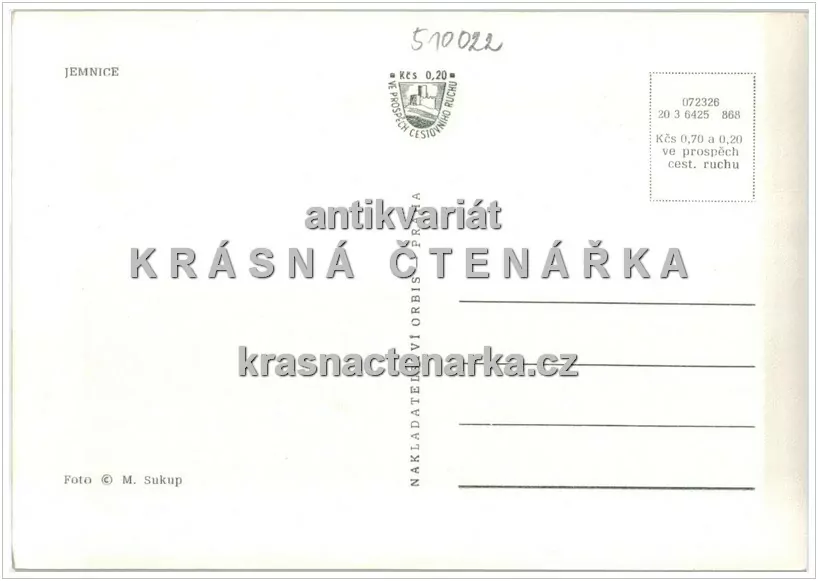 510022
JEMNICE
Kčs 0,20
VE PROSPĚCH CESTOVNÍHO RUCHU
072326
20 3 6425 868
Kčs 0,70 a 0,20
ve prospěch
cest. ruchu
antikvariát
KRÁSNÁ ČTENÁŘKA
krasnactenarka.cz
NAKLADATELSTVÍ ORBIS PRAHA
Foto © M. Sukup